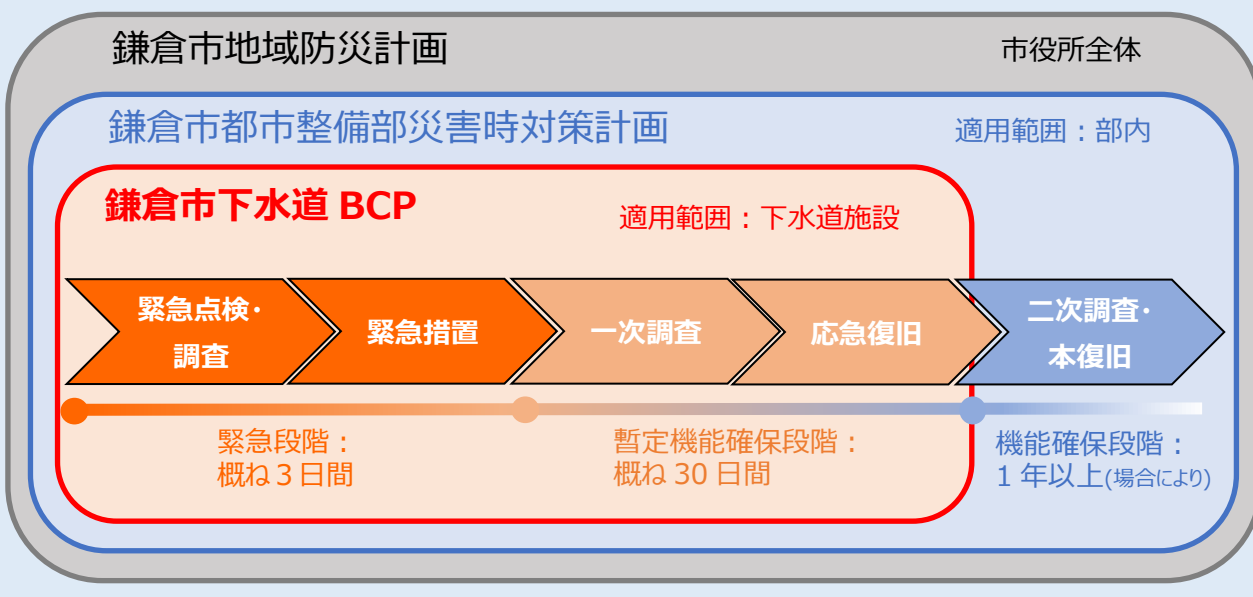 鎌倉市地域防災計画
市役所全体
鎌倉市都市整備部災害時対策計画
適用範囲：部内
鎌倉市下水道 BCP
適用範囲：下水道施設
緊急点検・
調査
緊急措置
一次調査
応急復旧
二次調査・
本復旧
緊急段階：
概ね３日間
暫定機能確保段階：
概ね 30 日間
機能確保段階：
1 年以上(場合により)